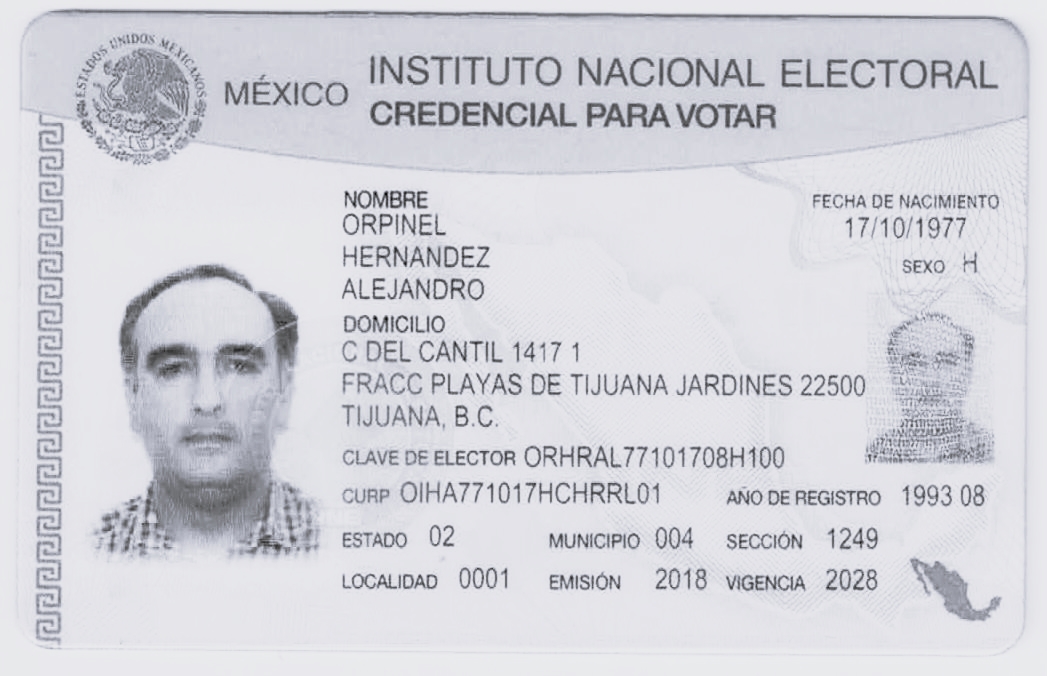 ESTADOS UNIDOS MEXICANOS
MÉXICO
INSTITUTO NACIONAL ELECTORAL
CREDENCIAL PARA VOTAR
NOMBRE
ORPINEL
HERNANDEZ
ALEJANDRO
FECHA DE NACIMIENTO
17/10/1977
SEXO H
DOMICILIO
C DEL CANTIL 1417 1
FRACC PLAYAS DE TIJUANA JARDINES 22500
TIJUANA, B.C.
CLAVE DE ELECTOR ORHRAL77101708H100
CURP OIHA771017HCHRRL01 AÑO DE REGISTRO 1993 08
ESTADO 02 MUNICIPIO 004 SECCIÓN 1249
LOCALIDAD 0001 EMISIÓN 2018 VIGENCIA 2028